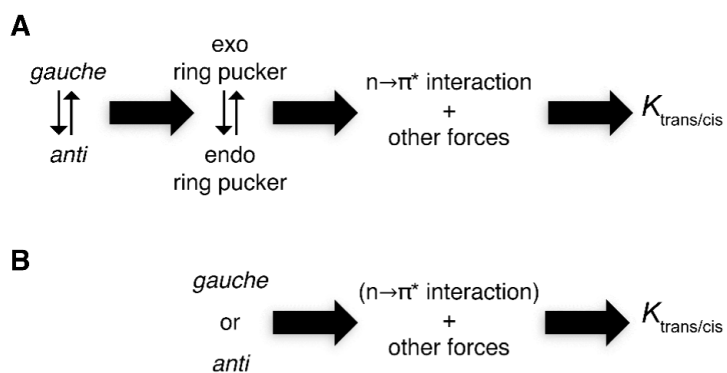 A
gauche
anti
exo
ring pucker
endo
ring pucker
n→π* interaction
+
other forces
Ktrans/cis
B
gauche
or
anti
(n→π* interaction)
+
other forces
Ktrans/cis